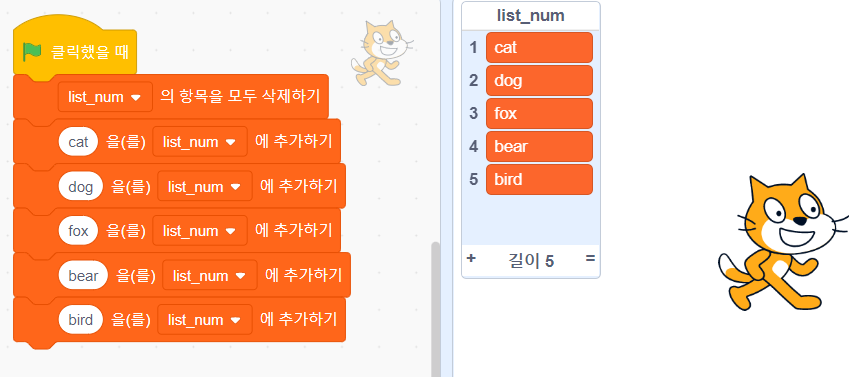 클릭했을 때
list_num 의 항목을 모두 삭제하기
cat 을(를) list_num 에 추가하기
dog 을(를) list_num 에 추가하기
fox 을(를) list_num 에 추가하기
bear 을(를) list_num 에 추가하기
bird 을(를) list_num 에 추가하기
list_num
1 cat
2 dog
3 fox
4 bear
5 bird
+ 길이 5 =